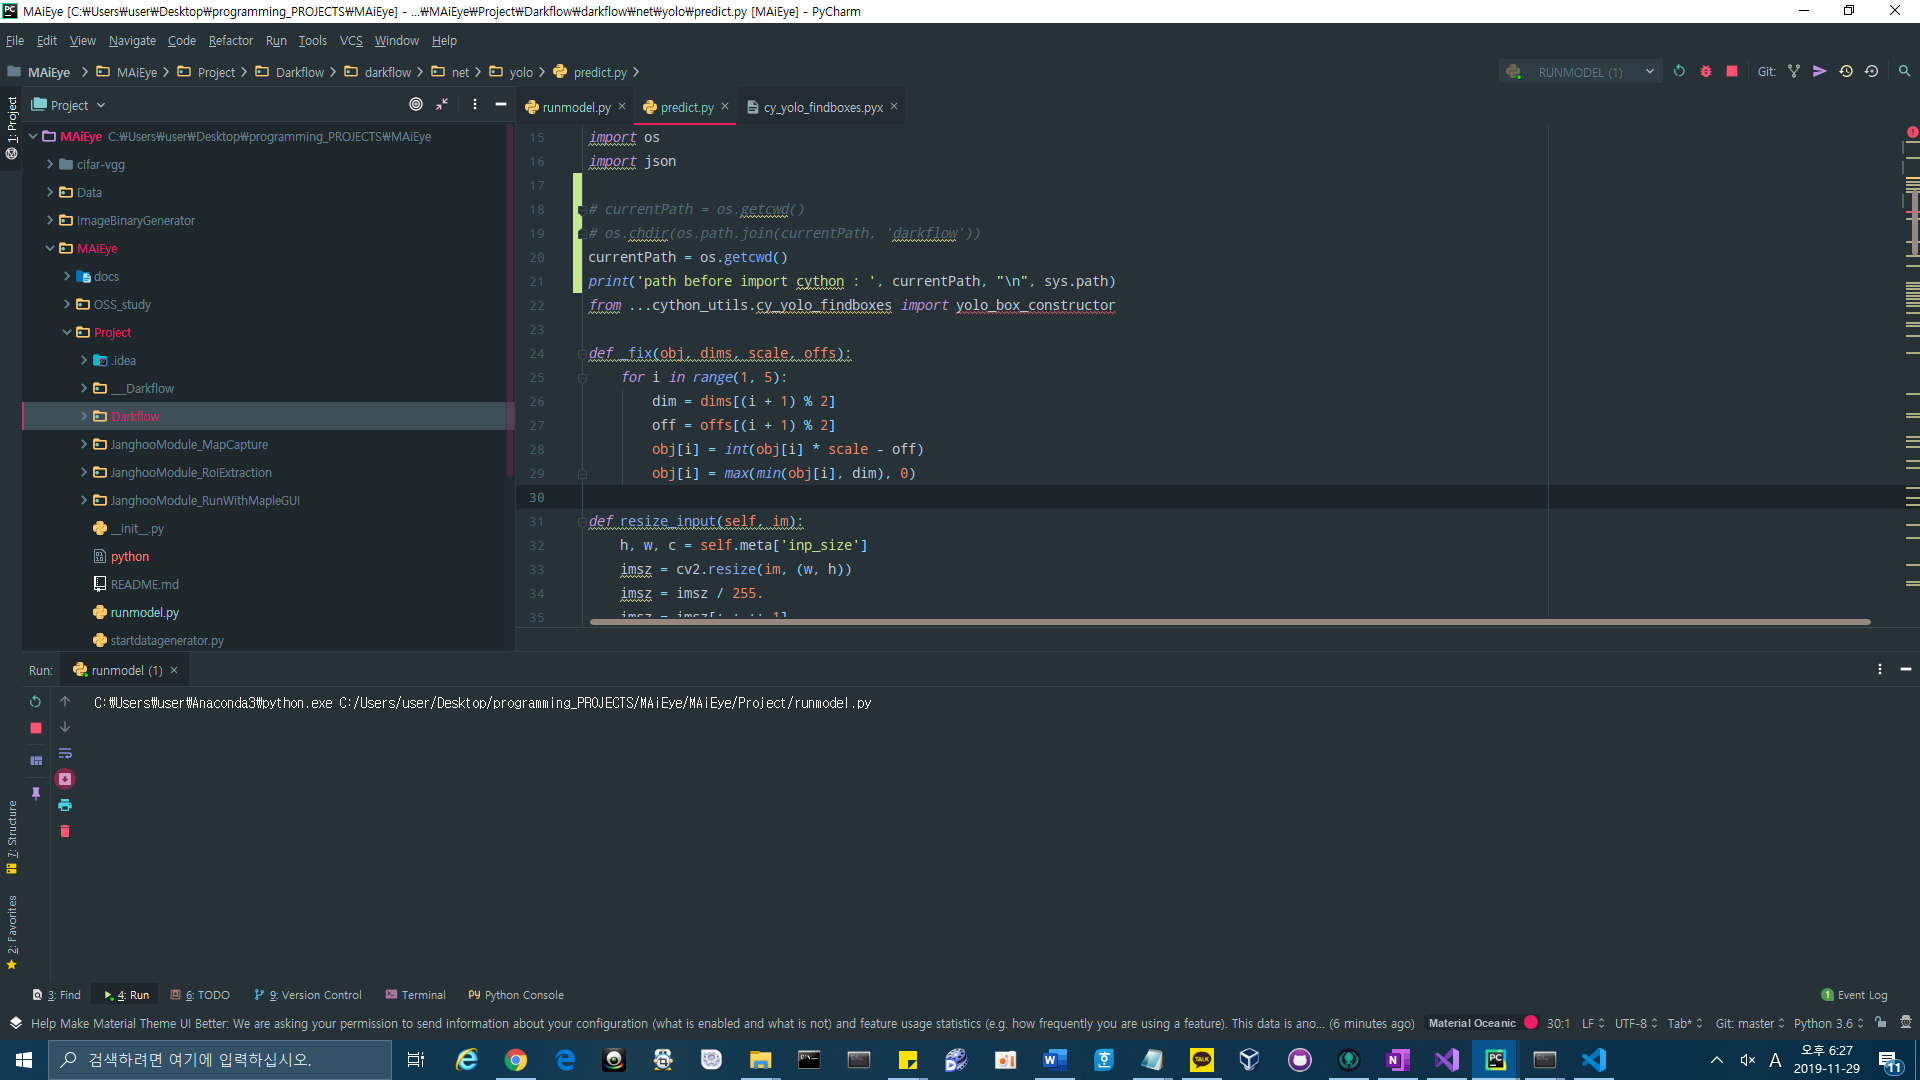 MAiEye [C:₩Users₩user₩Desktop₩programming_PROJECTS₩MAiEye] - ...₩MAiEye₩Project₩Darkflow₩darkflow₩net₩yolo₩predict.py [MAiEye] - PyCharm
File Edit View Navigate Code Refactor Run Tools VCS Window Help
MAiEye MAiEye Project Darkflow darkflow net yolo predict.py
RUNMODEL (1) Git:
1: Project
Project
runmodel.py predict.py cy_yolo_findboxes.pyx
MAiEye C:₩Users₩user₩Desktop₩programming_PROJECTS₩MAiEye
cifar-vgg
Data
ImageBinaryGenerator
MAiEye
docs
OSS_study
Project
.idea
__Darkflow
Darkflow
JanghooModule_MapCapture
JanghooModule_RoIExtraction
JanghooModule_RunWithMapleGUI
__init__.py
python
README.md
runmodel.py
startdatagenerator.py
15 import os
16 import json
17
18 # currentPath = os.getcwd()
19 # os.chdir(os.path.join(currentPath, 'darkflow'))
20 currentPath = os.getcwd()
21 print('path before import cython : ', currentPath, "\n", sys.path)
22 from ...cython_utils.cy_yolo_findboxes import yolo_box_constructor
23
24 def _fix(obj, dims, scale, offs):
25 for i in range(1, 5):
26 dim = dims[(i + 1) % 2]
27 off = offs[(i + 1) % 2]
28 obj[i] = int(obj[i] * scale - off)
29 obj[i] = max(min(obj[i], dim), 0)
30
31 def resize_input(self, im):
32 h, w, c = self.meta['inp_size']
33 imsz = cv2.resize(im, (w, h))
34 imsz = imsz / 255.
35
Run: runmodel (1)
C:₩Users₩user₩Anaconda3₩python.exe C:/Users/user/Desktop/programming_PROJECTS/MAiEye/MAiEye/Project/runmodel.py
7: Structure
2: Favorites
3: Find 4: Run 6: TODO 9: Version Control Terminal Python Console
1 Event Log
Help Make Material Theme UI Better: We are asking your permission to send information about your configuration (what is enabled and what is not) and feature usage statistics (e.g. how frequently you are using a feature). This data is ano... (6 minutes ago)
Material Oceanic 30:1 LF UTF-8 Tab* Git: master Python 3.6
검색하려면 여기에 입력하십시오.
A
오후 6:27
2019-11-29
11